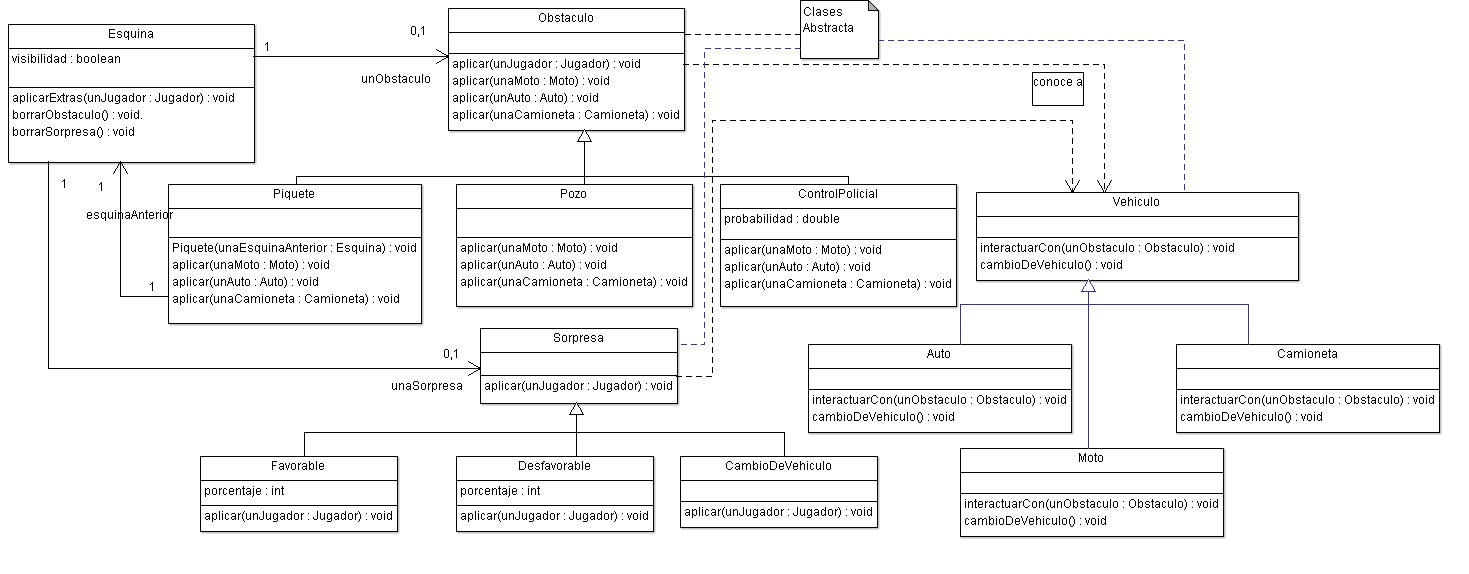 Esquina
visibilidad : boolean
aplicarExtras(unJugador : Jugador) : void
borrarObstaculo() : void.
borrarSorpresa() : void
1
0,1
unObstaculo
Obstaculo
aplicar(unJugador : Jugador) : void
aplicar(unaMoto : Moto) : void
aplicar(unAuto : Auto) : void
aplicar(unaCamioneta : Camioneta) : void
Clases
Abstracta
conoce a
1
1
esquinaAnterior
1
Piquete
Piquete(unaEsquinaAnterior : Esquina) : void
aplicar(unaMoto : Moto) : void
aplicar(unAuto : Auto) : void
aplicar(unaCamioneta : Camioneta) : void
Pozo
aplicar(unaMoto : Moto) : void
aplicar(unAuto : Auto) : void
aplicar(unaCamioneta : Camioneta) : void
ControlPolicial
probabilidad : double
aplicar(unaMoto : Moto) : void
aplicar(unAuto : Auto) : void
aplicar(unaCamioneta : Camioneta) : void
Vehiculo
interactuarCon(unObstaculo : Obstaculo) : void
cambioDeVehiculo() : void
0,1
unaSorpresa
Sorpresa
aplicar(unJugador : Jugador) : void
Auto
interactuarCon(unObstaculo : Obstaculo) : void
cambioDeVehiculo() : void
Camioneta
interactuarCon(unObstaculo : Obstaculo) : void
cambioDeVehiculo() : void
Favorable
porcentaje : int
aplicar(unJugador : Jugador) : void
Desfavorable
porcentaje : int
aplicar(unJugador : Jugador) : void
CambioDeVehiculo
aplicar(unJugador : Jugador) : void
Moto
interactuarCon(unObstaculo : Obstaculo) : void
cambioDeVehiculo() : void